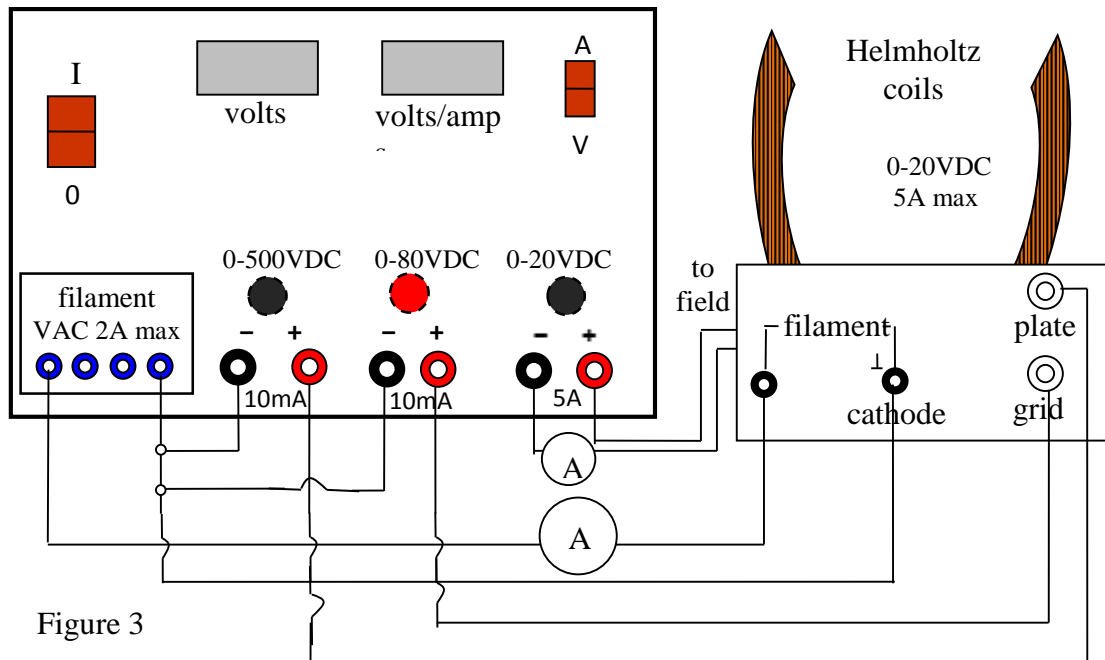 I
0
volts
volts/amp
A
V
Helmholtz
coils
0-20VDC
5A max
0-500VDC
0-80VDC
0-20VDC
to
field
filament
VAC 2A max
− +
− +
− +
10mA
10mA
5A
filament
plate
⊥
cathode
grid
A
A
Figure 3